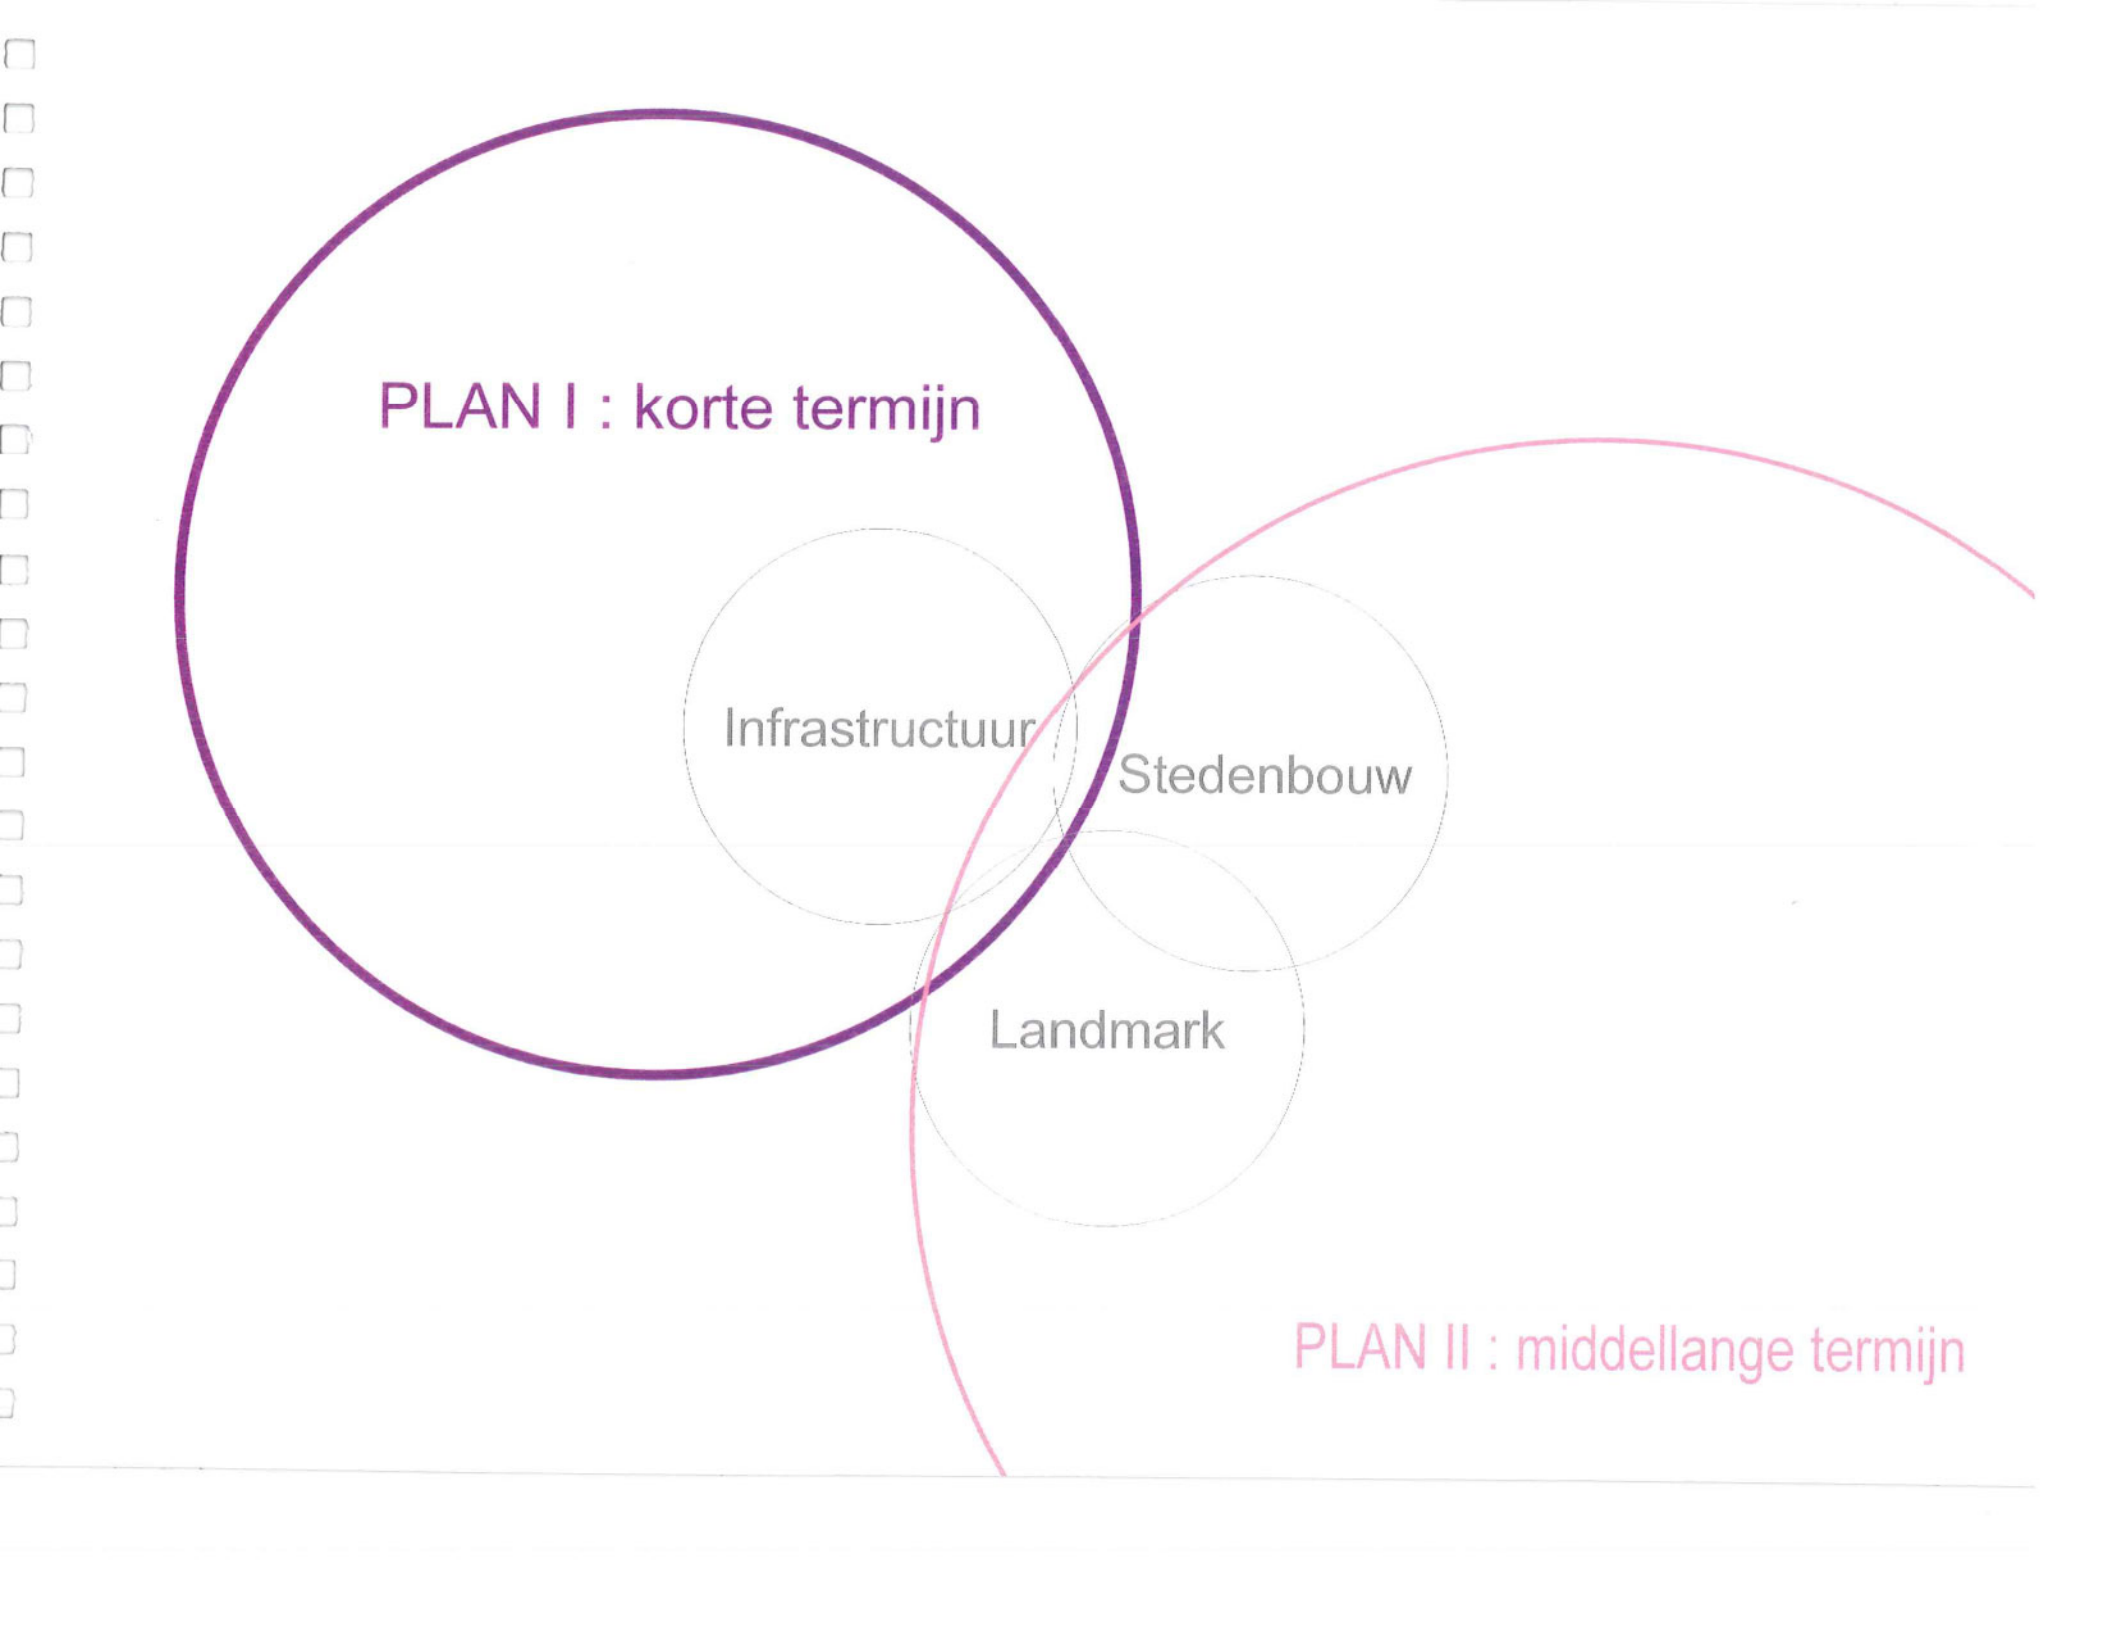 PLAN I : korte termijn
Infrastructuur
Stedenbouw
Landmark
PLAN II : middellange termijn